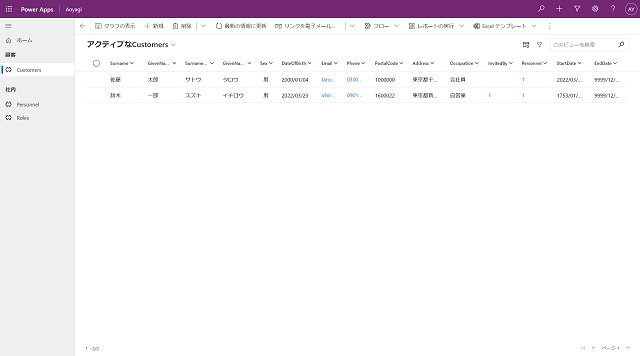 Power Apps Aoyagi AY
ホーム
顧客
Customers
社内
Personnel
Roles
グラフの表示 新規 削除 最新の情報に更新 リンクを電子メール... フロー レポートの実行 Excel テンプレート
アクティブなCustomers このビューを検索
Surname GivenNa... Surname... GivenNa... Sex DateOfBirth Email Phone PostalCode Address Occupation InvitedBy Personnel StartDate EndDate
佐藤 太郎 サトウ タロウ 男 2000/01/04 taro... 0300... 1000000 東京都千... 会社員 1 2022/03/... 9999/12/...
鈴木 一郎 スズキ イチロウ 男 2022/03/23 ichir... 0901... 1600022 東京都新... 自営業 1 1 1753/01/... 9999/12/...
1 - 2/2 ページ 1